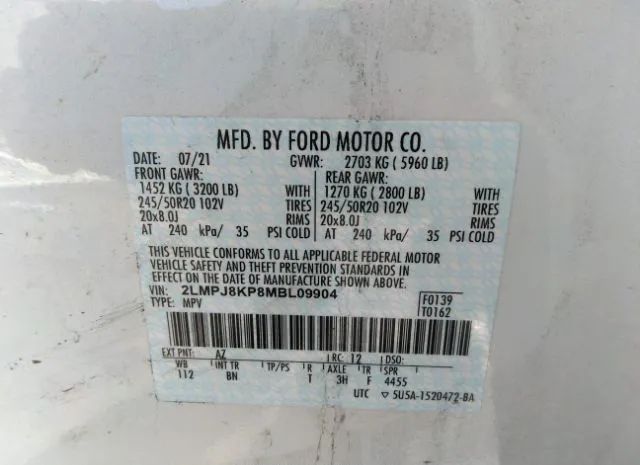 MFD. BY FORD MOTOR CO.
DATE: 07/21 GVWR: 2703 KG ( 5960 LB)
FRONT GAWR: REAR GAWR:
1452 KG ( 3200 LB) WITH 1270 KG ( 2800 LB) WITH
245/50R20 102V TIRES 245/50R20 102V TIRES
20x8.0J RIMS 20x8.0J RIMS
AT 240 kPa/ 35 PSI COLD AT 240 kPa/ 35 PSI COLD
THIS VEHICLE CONFORMS TO ALL APPLICABLE FEDERAL MOTOR
VEHICLE SAFETY AND THEFT PREVENTION STANDARDS IN
EFFECT ON THE DATE OF MANUFACTURE SHOWN ABOVE.
VIN: 2LMPJ8KP8MBL09904 F0139
TYPE: MPV T0162
EXT PNT: AZ RC: 12 DSO:
WB INT TR TP/PS R AXLE TR SPR
112 BN T 3H F 4455
UTC ▽ 5U5A-1520472-BA